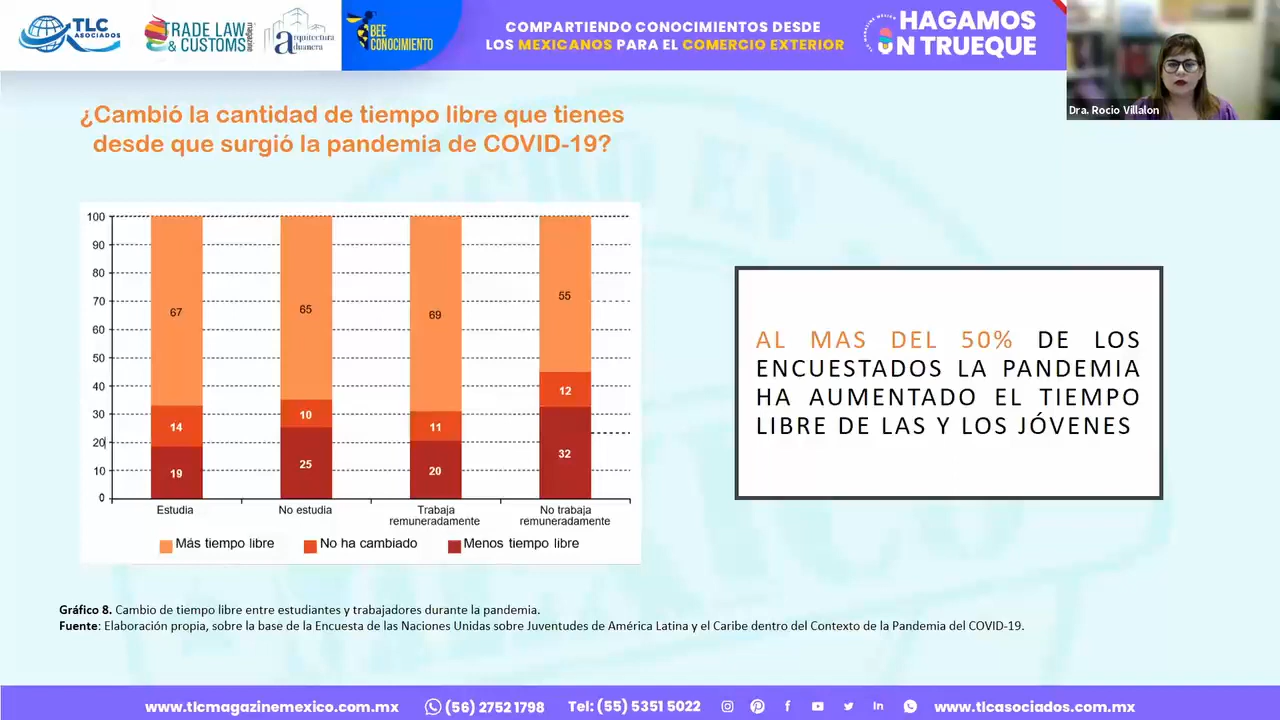 TLC
ASOCIADOS
TRADE LAW
& CUSTOMS
magazine
arquitectura
aduanera
BEE
CONOCIMIENTO
COMPARTIENDO CONOCIMIENTOS DESDE
LOS MEXICANOS PARA EL COMERCIO EXTERIOR
HAGAMOS
UN TRUEQUE
Dra. Rocio Villalon
¿Cambió la cantidad de tiempo libre que tienes
desde que surgió la pandemia de COVID-19?
100
90
80
70
60
50
40
30
20
10
0
67
65
69
55
14
10
11
12
19
25
20
32
Estudia
No estudia
Trabaja
remuneradamente
No trabaja
remuneradamente
Más tiempo libre
No ha cambiado
Menos tiempo libre
AL MAS DEL 50% DE LOS
ENCUESTADOS LA PANDEMIA
HA AUMENTADO EL TIEMPO
LIBRE DE LAS Y LOS JÓVENES
Gráfico 8. Cambio de tiempo libre entre estudiantes y trabajadores durante la pandemia.
Fuente: Elaboración propia, sobre la base de la Encuesta de las Naciones Unidas sobre Juventudes de América Latina y el Caribe dentro del Contexto de la Pandemia del COVID-19.
www.tlcmagazinemexico.com.mx
(56) 2752 1798
Tel: (55) 5351 5022
www.tlcasociados.com.mx